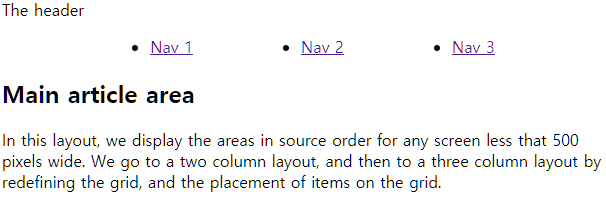 The header
Nav 1 Nav 2 Nav 3
Main article area
In this layout, we display the areas in source order for any screen less that 500
pixels wide. We go to a two column layout, and then to a three column layout by
redefining the grid, and the placement of items on the grid.